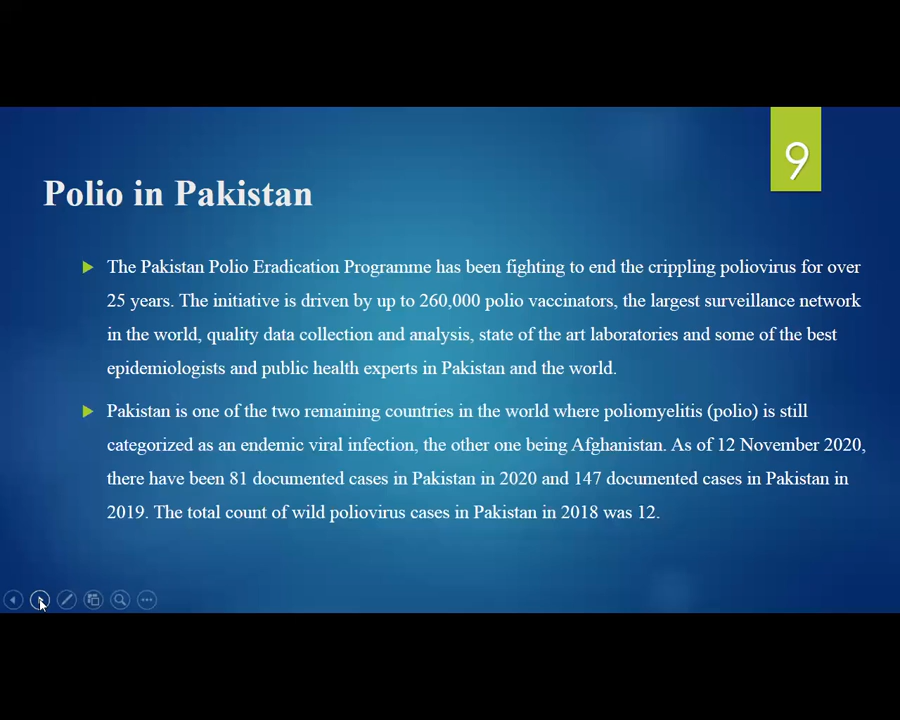 9
Polio in Pakistan
The Pakistan Polio Eradication Programme has been fighting to end the crippling poliovirus for over
25 years. The initiative is driven by up to 260,000 polio vaccinators, the largest surveillance network
in the world, quality data collection and analysis, state of the art laboratories and some of the best
epidemiologists and public health experts in Pakistan and the world.
Pakistan is one of the two remaining countries in the world where poliomyelitis (polio) is still
categorized as an endemic viral infection, the other one being Afghanistan. As of 12 November 2020,
there have been 81 documented cases in Pakistan in 2020 and 147 documented cases in Pakistan in
2019. The total count of wild poliovirus cases in Pakistan in 2018 was 12.